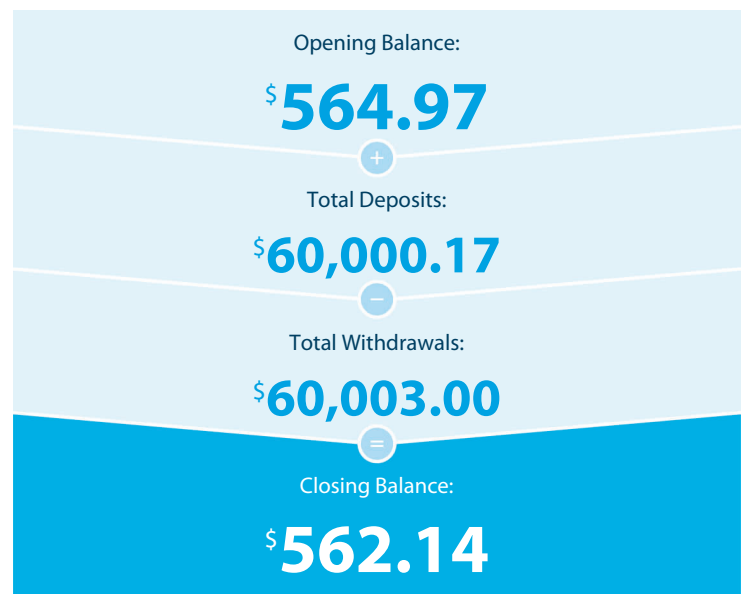 Opening Balance:
$564.97
+
Total Deposits:
$60,000.17
−
Total Withdrawals:
$60,003.00
=
Closing Balance:
$562.14